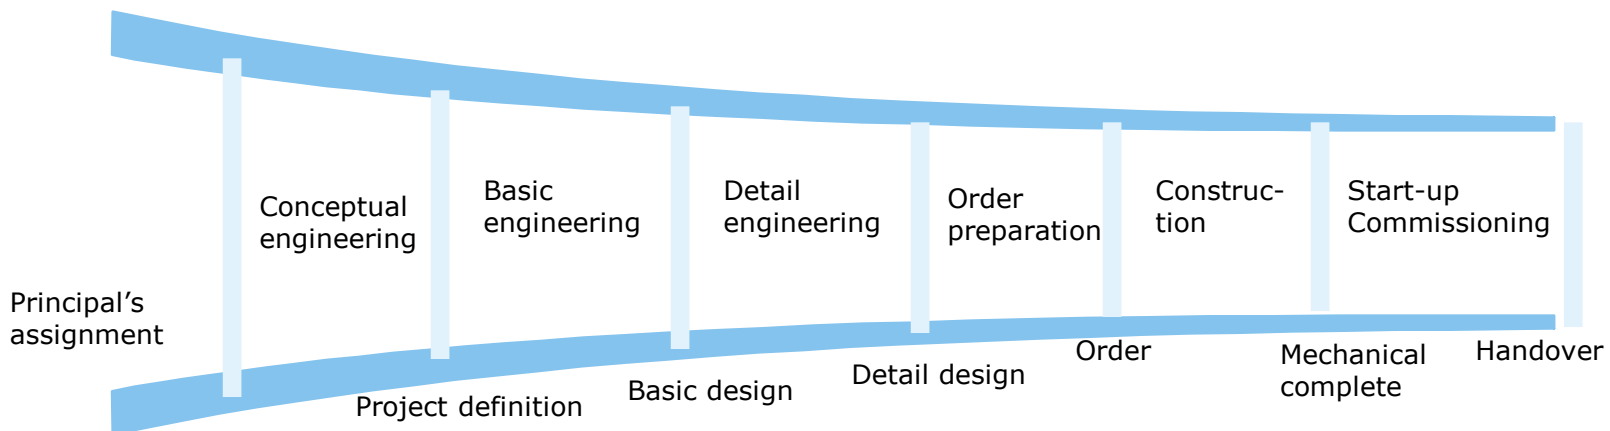 Principal’s
assignment
Conceptual
engineering
Basic
engineering
Detail
engineering
Order
preparation
Construc-
tion
Start-up
Commissioning
Project definition
Basic design
Detail design
Order
Mechanical
complete
Handover